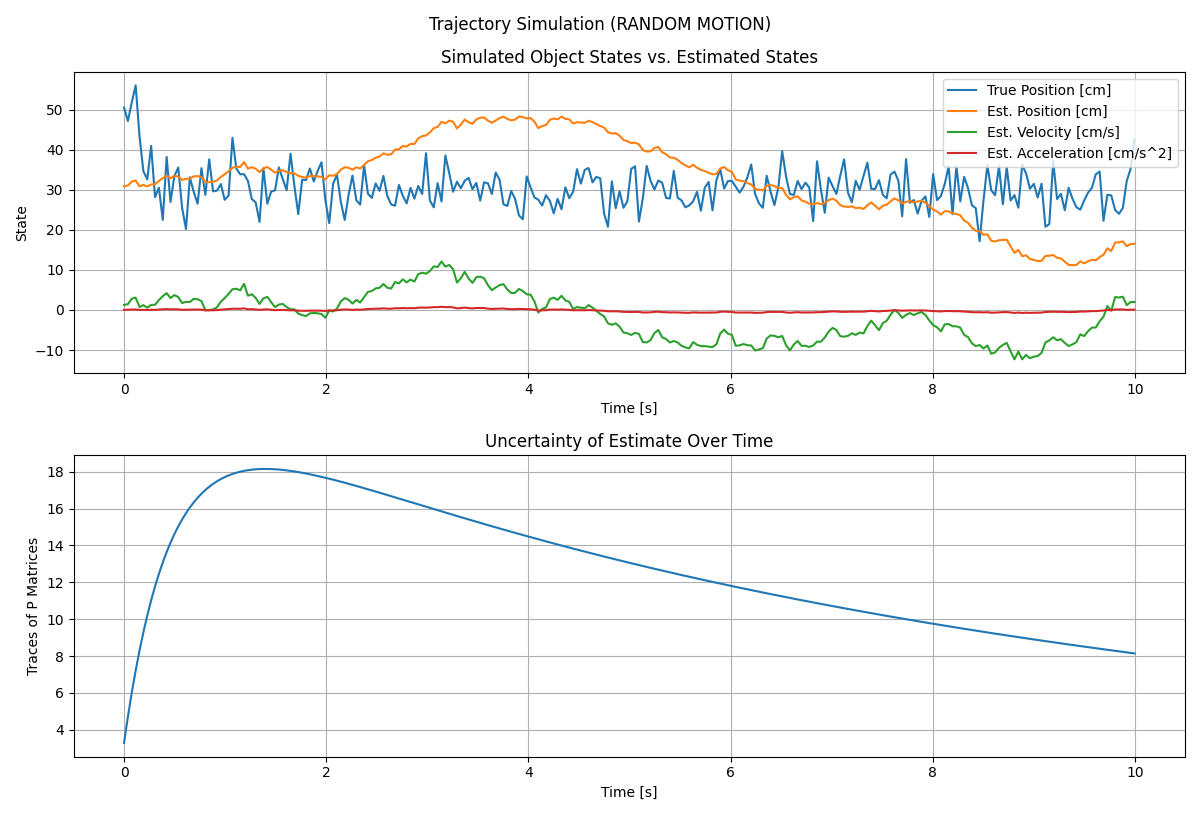 Trajectory Simulation (RANDOM MOTION)
Simulated Object States vs. Estimated States
State
50
40
30
20
10
0
−10
True Position [cm]
Est. Position [cm]
Est. Velocity [cm/s]
Est. Acceleration [cm/s^2]
0 2 4 6 8 10
Time [s]
Uncertainty of Estimate Over Time
Traces of P Matrices
18
16
14
12
10
8
6
4
0 2 4 6 8 10
Time [s]